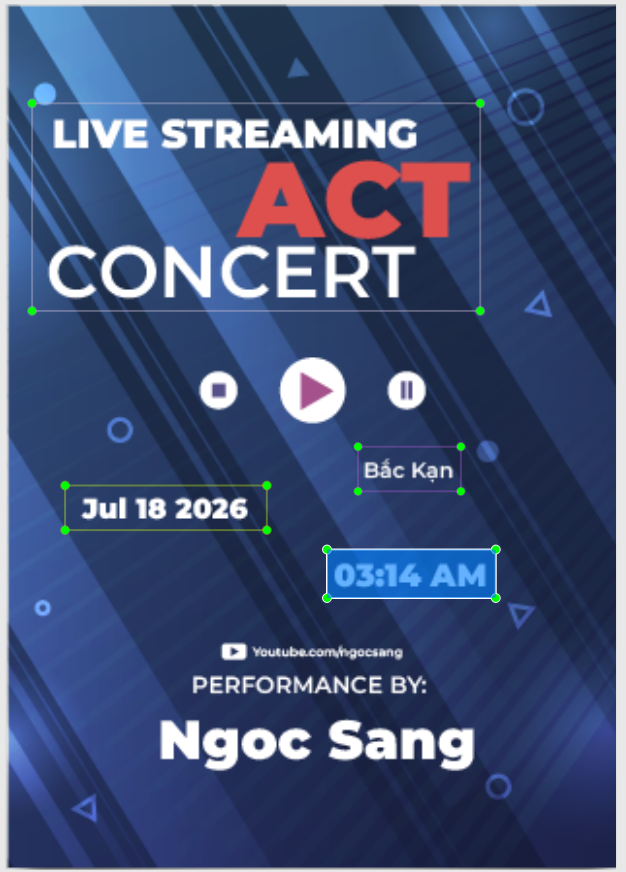 LIVE STREAMING
ACT
CONCERT
Bắc Kạn
Jul 18 2026
03:14 AM
Youtube.com/ngocsang
PERFORMANCE BY:
Ngoc Sang